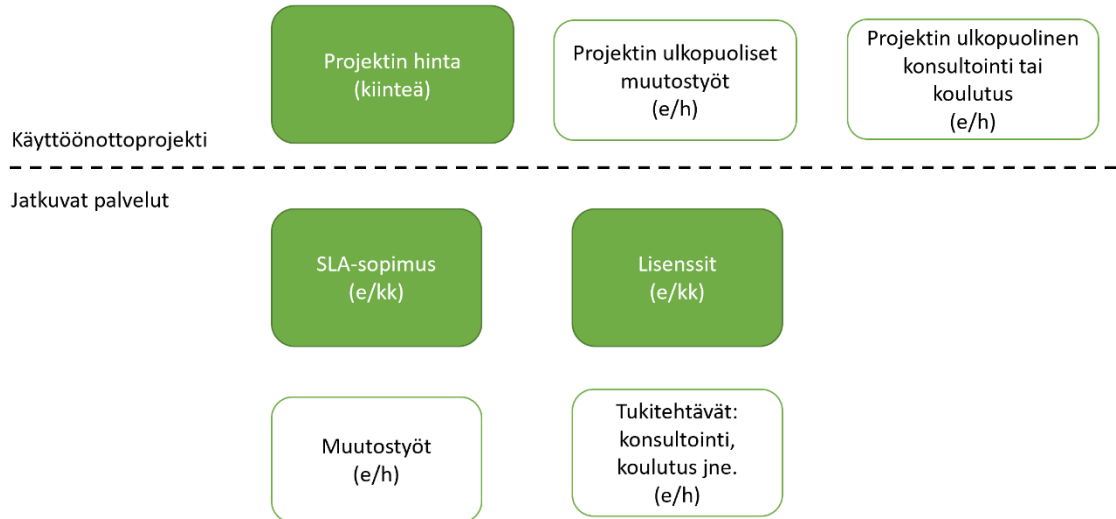 Projektin hinta
(kiinteä)
Projektin ulkopuoliset
muutostyöt
(e/h)
Projektin ulkopuolinen
konsultointi tai
koulutus
(e/h)
Käyttöönottoprojekti
Jatkuvat palvelut
SLA-sopimus
(e/kk)
Lisenssit
(e/kk)
Muutostyöt
(e/h)
Tukitehtävät:
konsultointi,
koulutus jne.
(e/h)